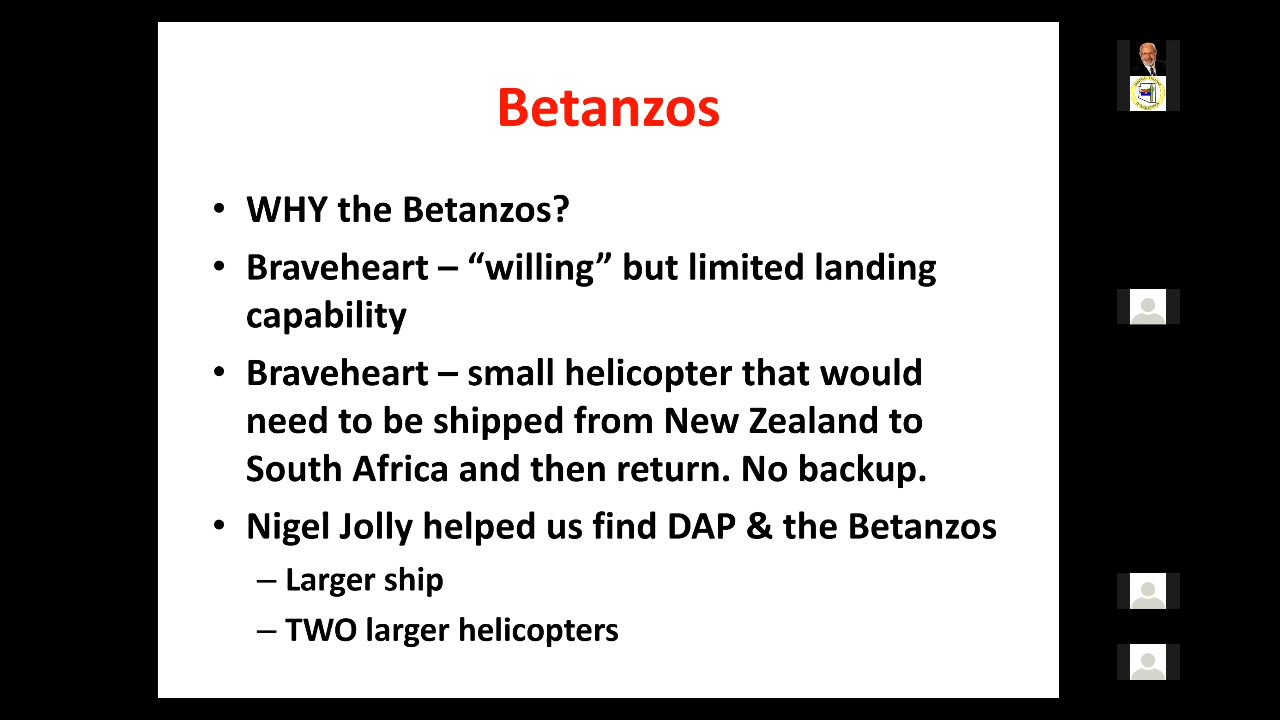 Betanzos
• WHY the Betanzos?
• Braveheart – “willing” but limited landing
capability
• Braveheart – small helicopter that would
need to be shipped from New Zealand to
South Africa and then return. No backup.
• Nigel Jolly helped us find DAP & the Betanzos
– Larger ship
– TWO larger helicopters